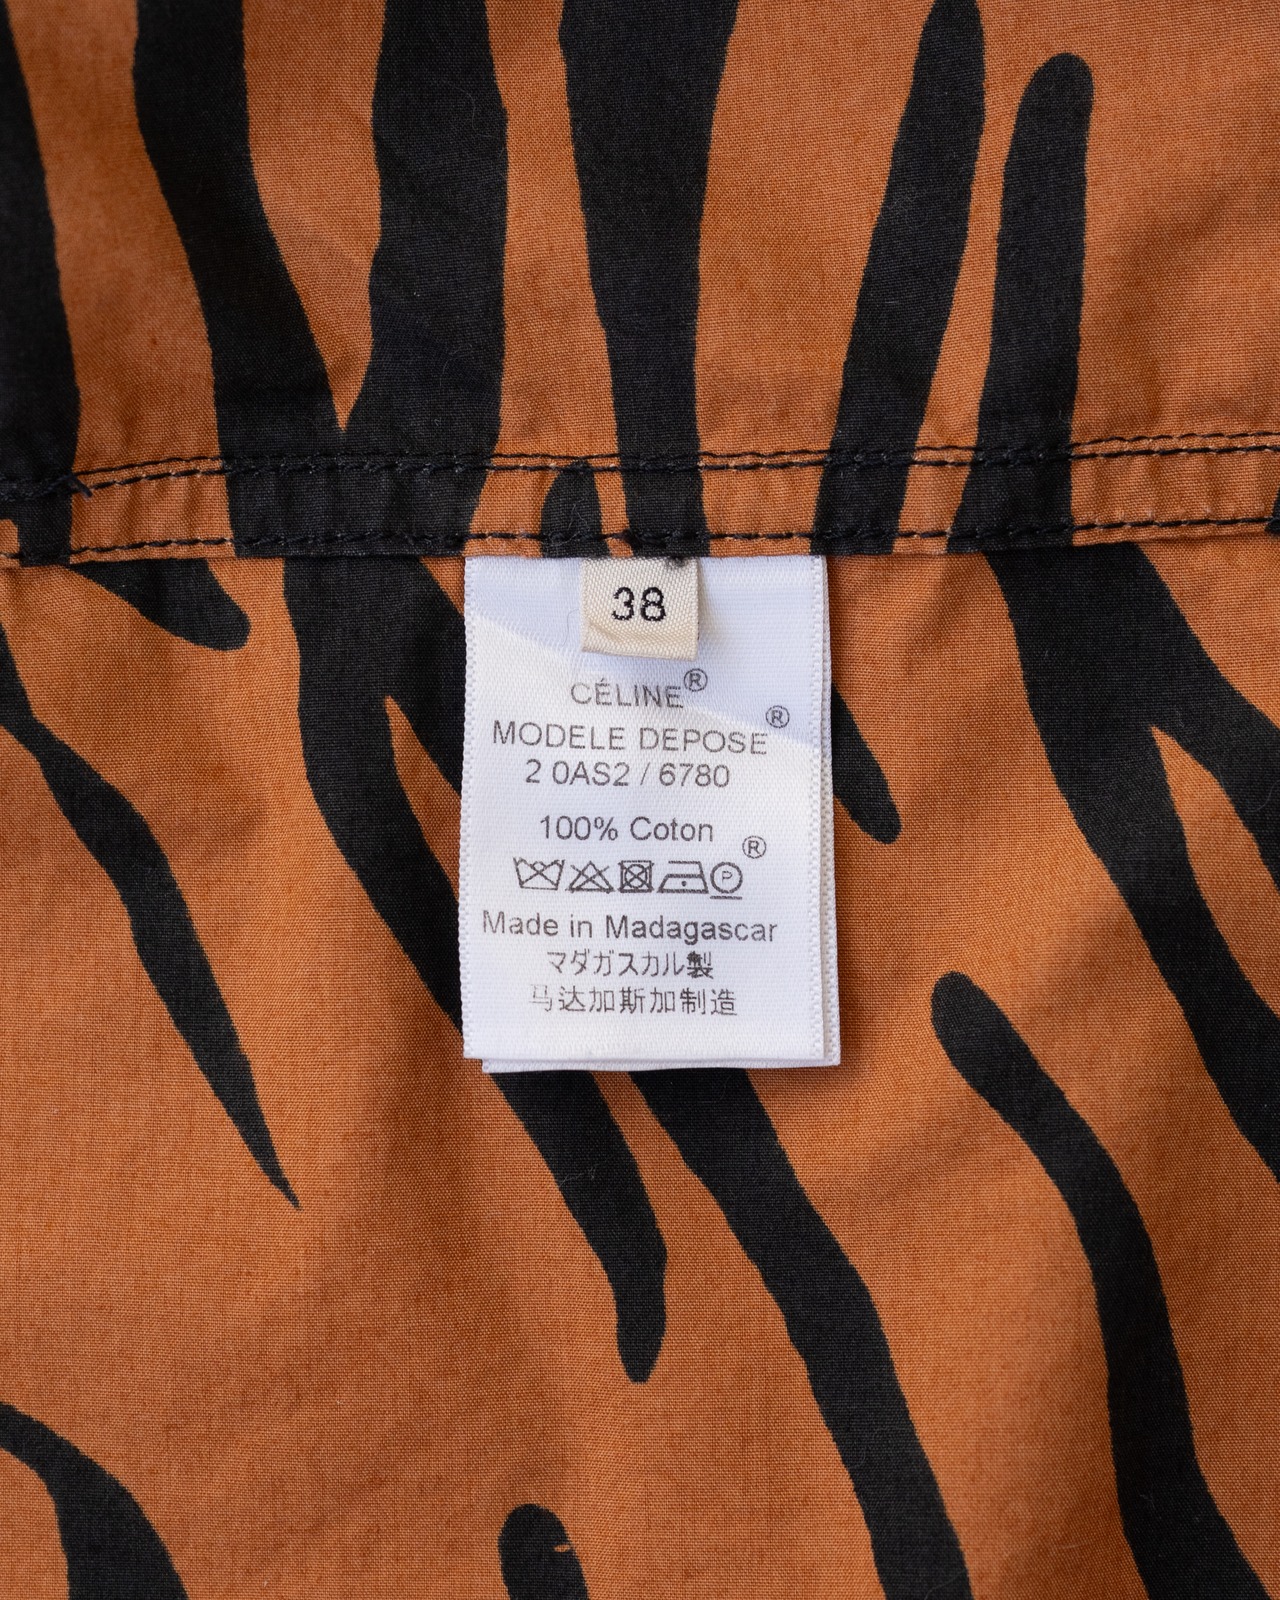 38
CÉLINE®
MODELE DEPOSE®
2 0AS2 / 6780
100% Coton
® P
Made in Madagascar
マダガスカル製
马达加斯加制造